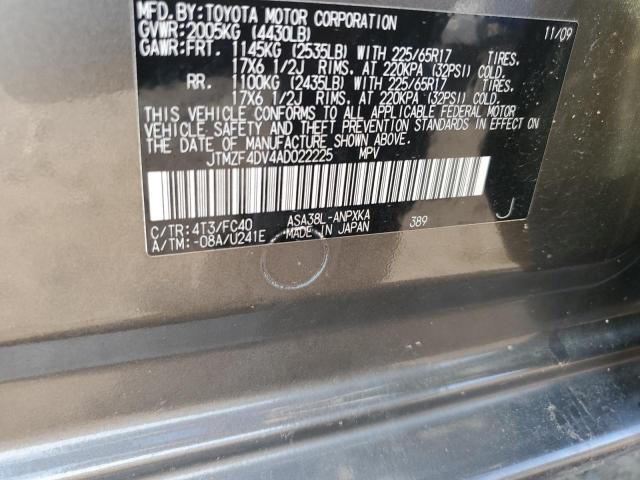 MFD.BY:TOYOTA MOTOR CORPORATION 11/09
GVWR:2005KG (4430LB)
GAWR:FRT. 1145KG (2535LB) WITH 225/65R17 TIRES.
17X6 1/2J RIMS. AT 220KPA (32PSI) COLD.
RR. 1100KG (2435LB) WITH 225/65R17 TIRES.
17X6 1/2J RIMS. AT 220KPA (32PSI) COLD.
THIS VEHICLE CONFORMS TO ALL APPLICABLE FEDERAL MOTOR
VEHICLE SAFETY AND THEFT PREVENTION STANDARDS IN EFFECT ON
THE DATE OF MANUFACTURE SHOWN ABOVE.
JTMZF4DV4AD022225 MPV
C/TR:4T3/FC40 ASA38L-ANPXKA 389 J
A/TM:-08A/U241E MADE IN JAPAN